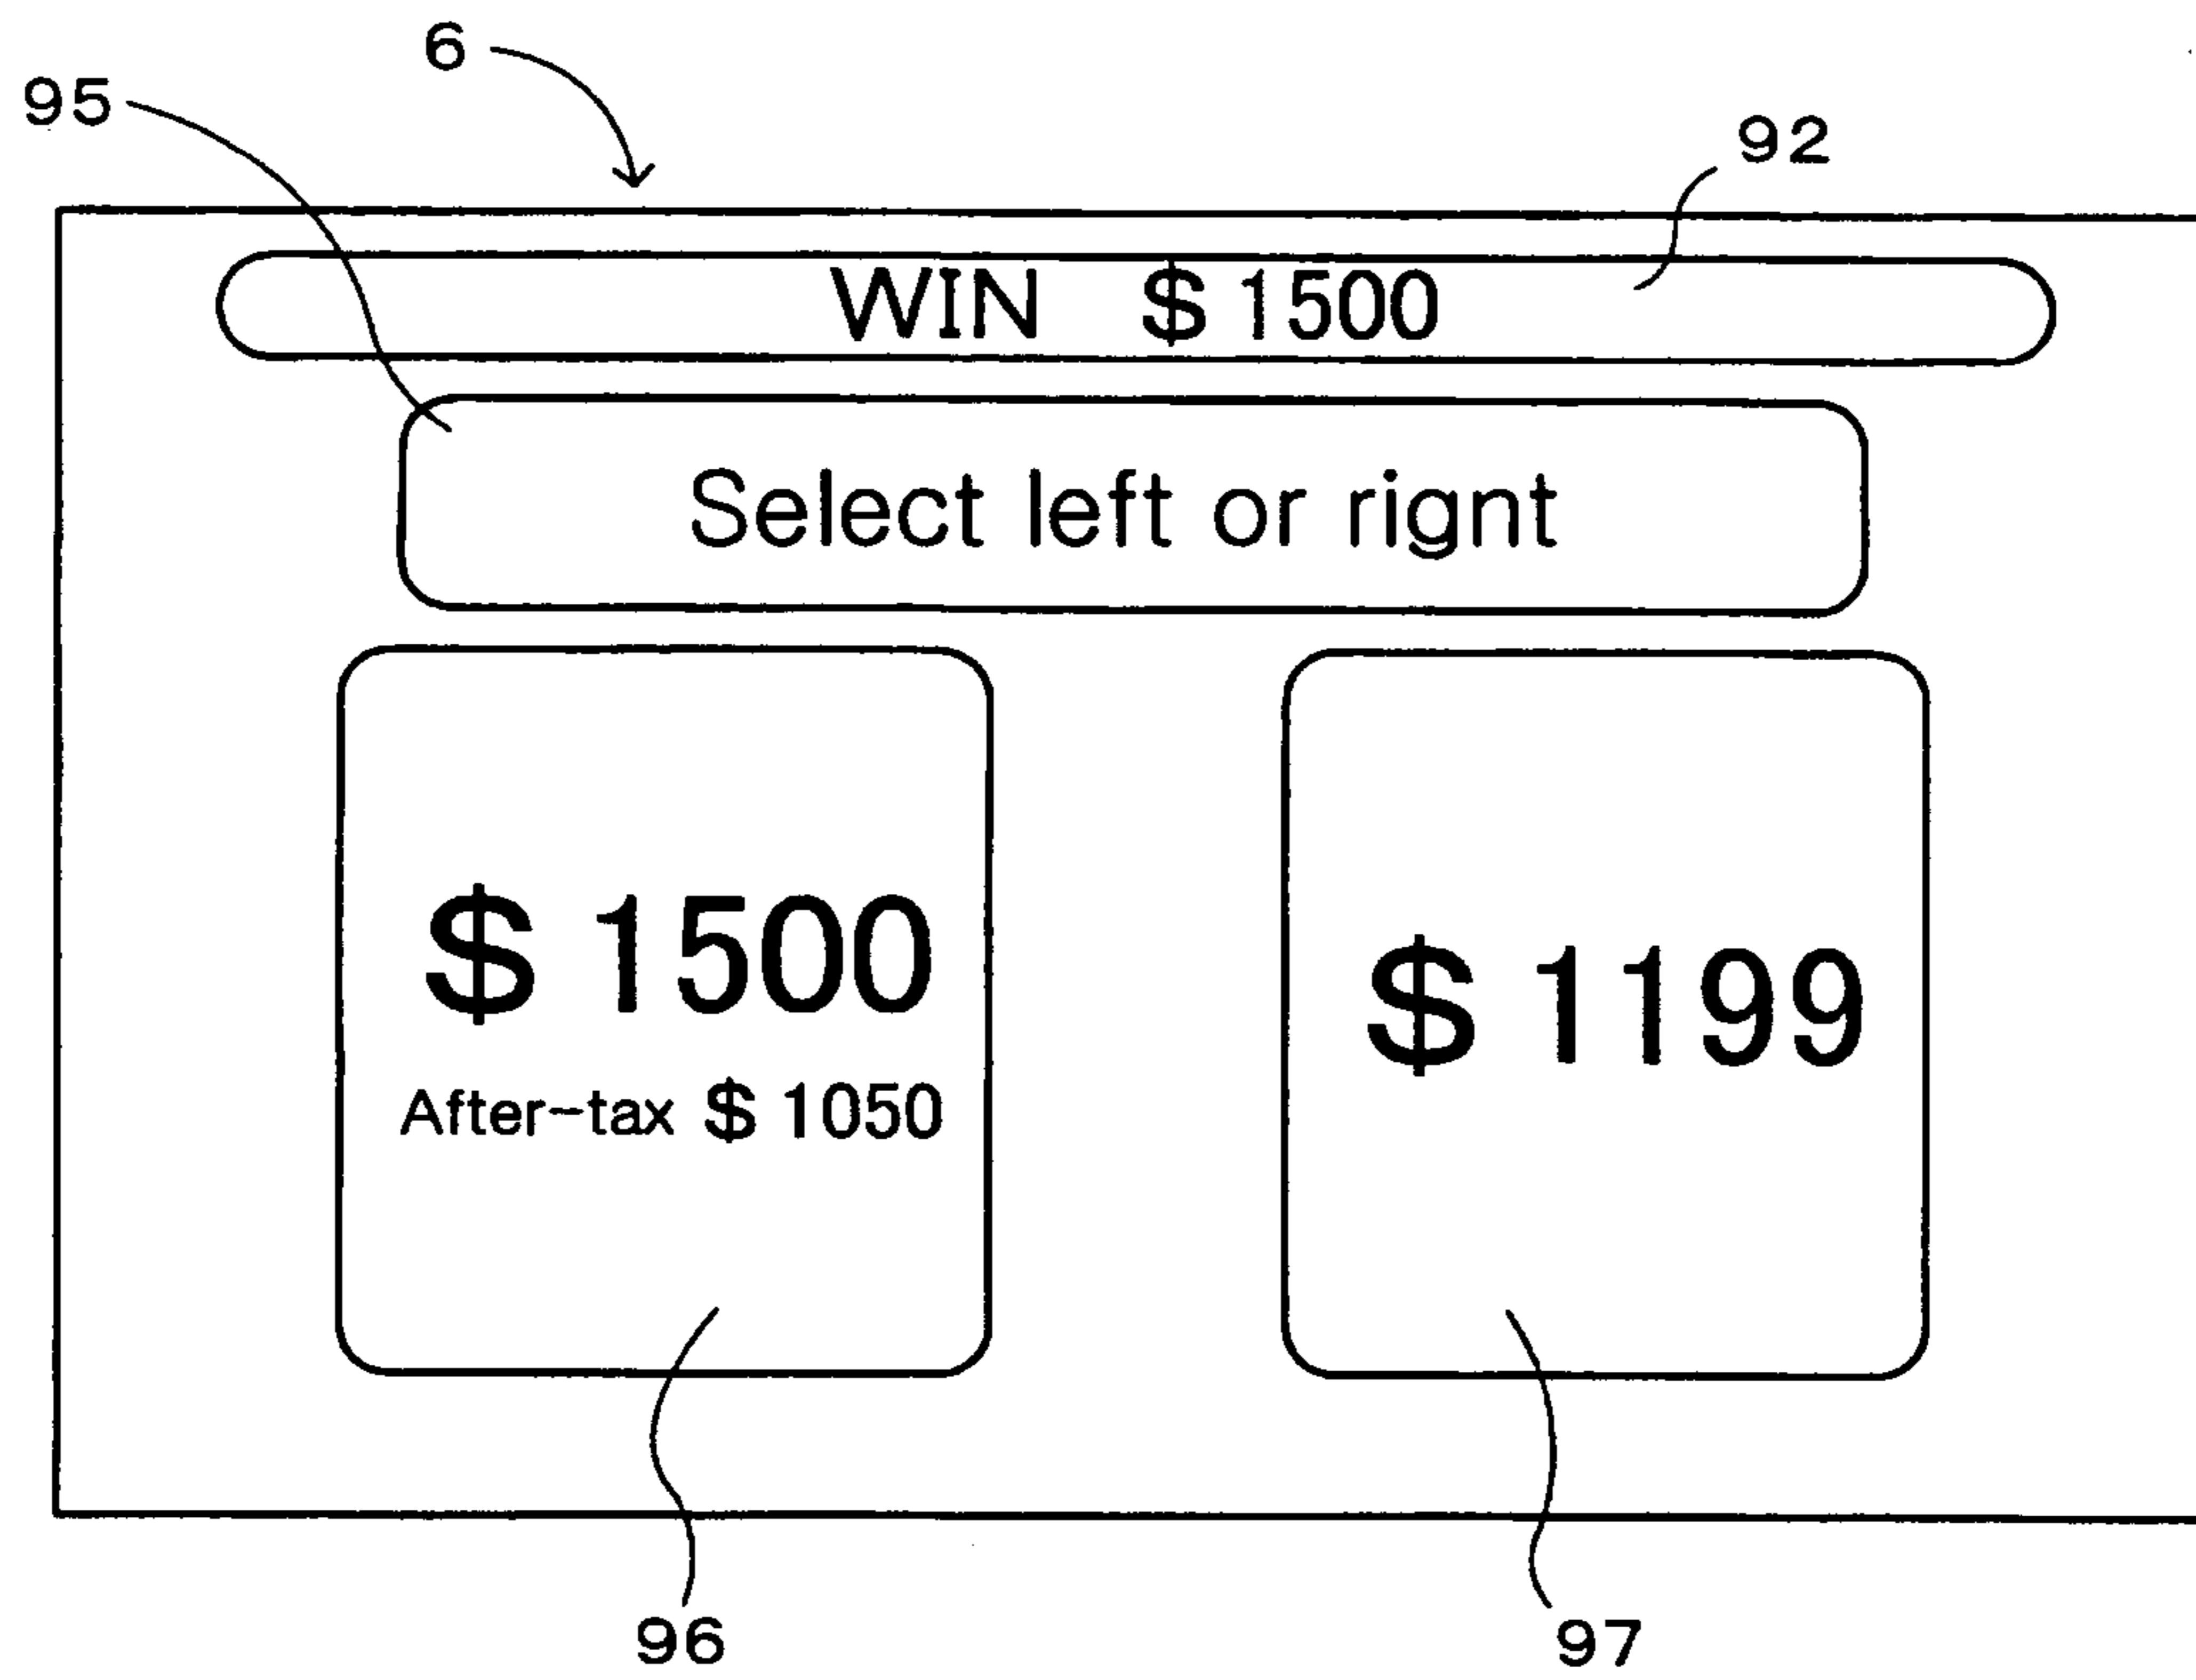 6
95
92
WIN $ 1500
Select left or rignt
$ 1500
$ 1199
After-tax $ 1050
96
97